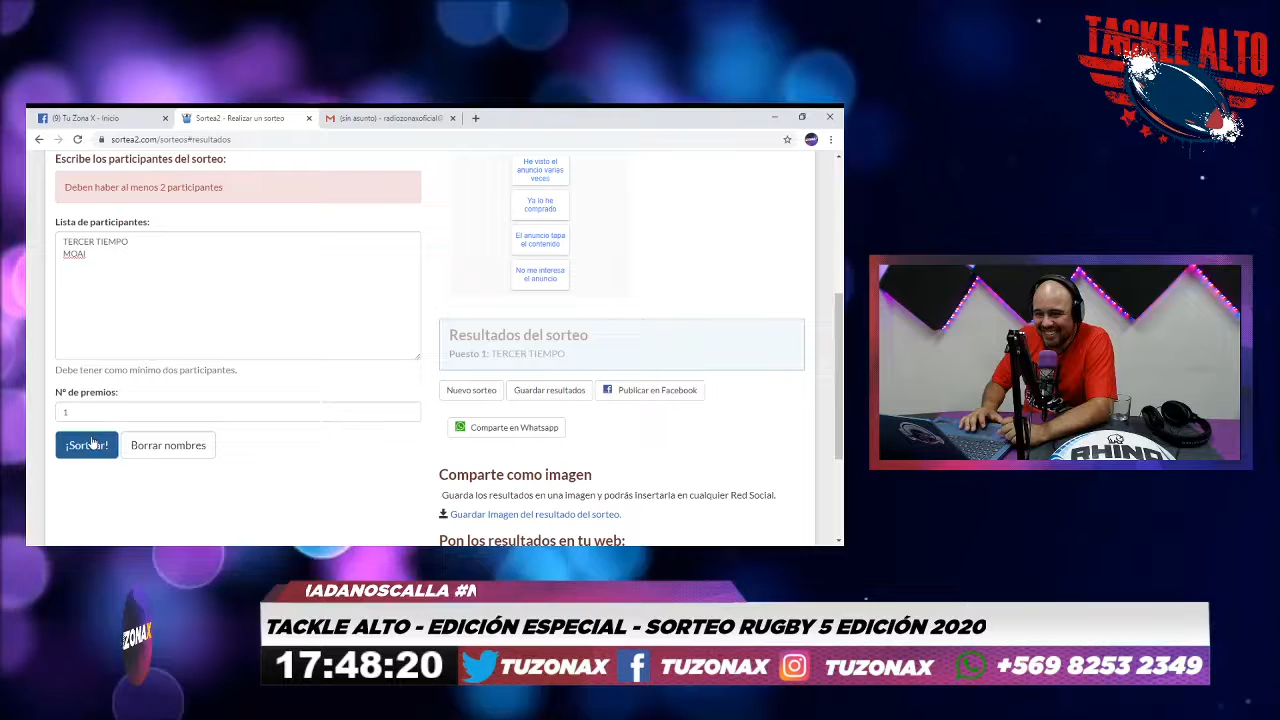 TACKLE ALTO
(9) Tu Zona X - Inicio
Sortea2 - Realizar un sorteo
(sin asunto) - radiozonaxoficial@
sortea2.com/sorteos#resultados
Escribe los participantes del sorteo:
Deben haber al menos 2 participantes
Lista de participantes:
TERCER TIEMPO
MOAI
Debe tener como mínimo dos participantes.
Nº de premios:
1
¡Sortear!
Borrar nombres
He visto el
anuncio varias
veces
Ya lo he
comprado
El anuncio tapa
el contenido
No me interesa
el anuncio
Resultados del sorteo
Puesto 1: TERCER TIEMPO
Nuevo sorteo
Guardar resultados
Publicar en Facebook
Comparte en Whatsapp
Comparte como imagen
Guarda los resultados en una imagen y podrás insertarla en cualquier Red Social.
Guardar Imagen del resultado del sorteo.
Pon los resultados en tu web:
RHINO
IADANOSCALLA #N
TUZONAX
TACKLE ALTO - EDICIÓN ESPECIAL - SORTEO RUGBY 5 EDICIÓN 2020
17:48:20 TUZONAX TUZONAX TUZONAX +569 8253 2349